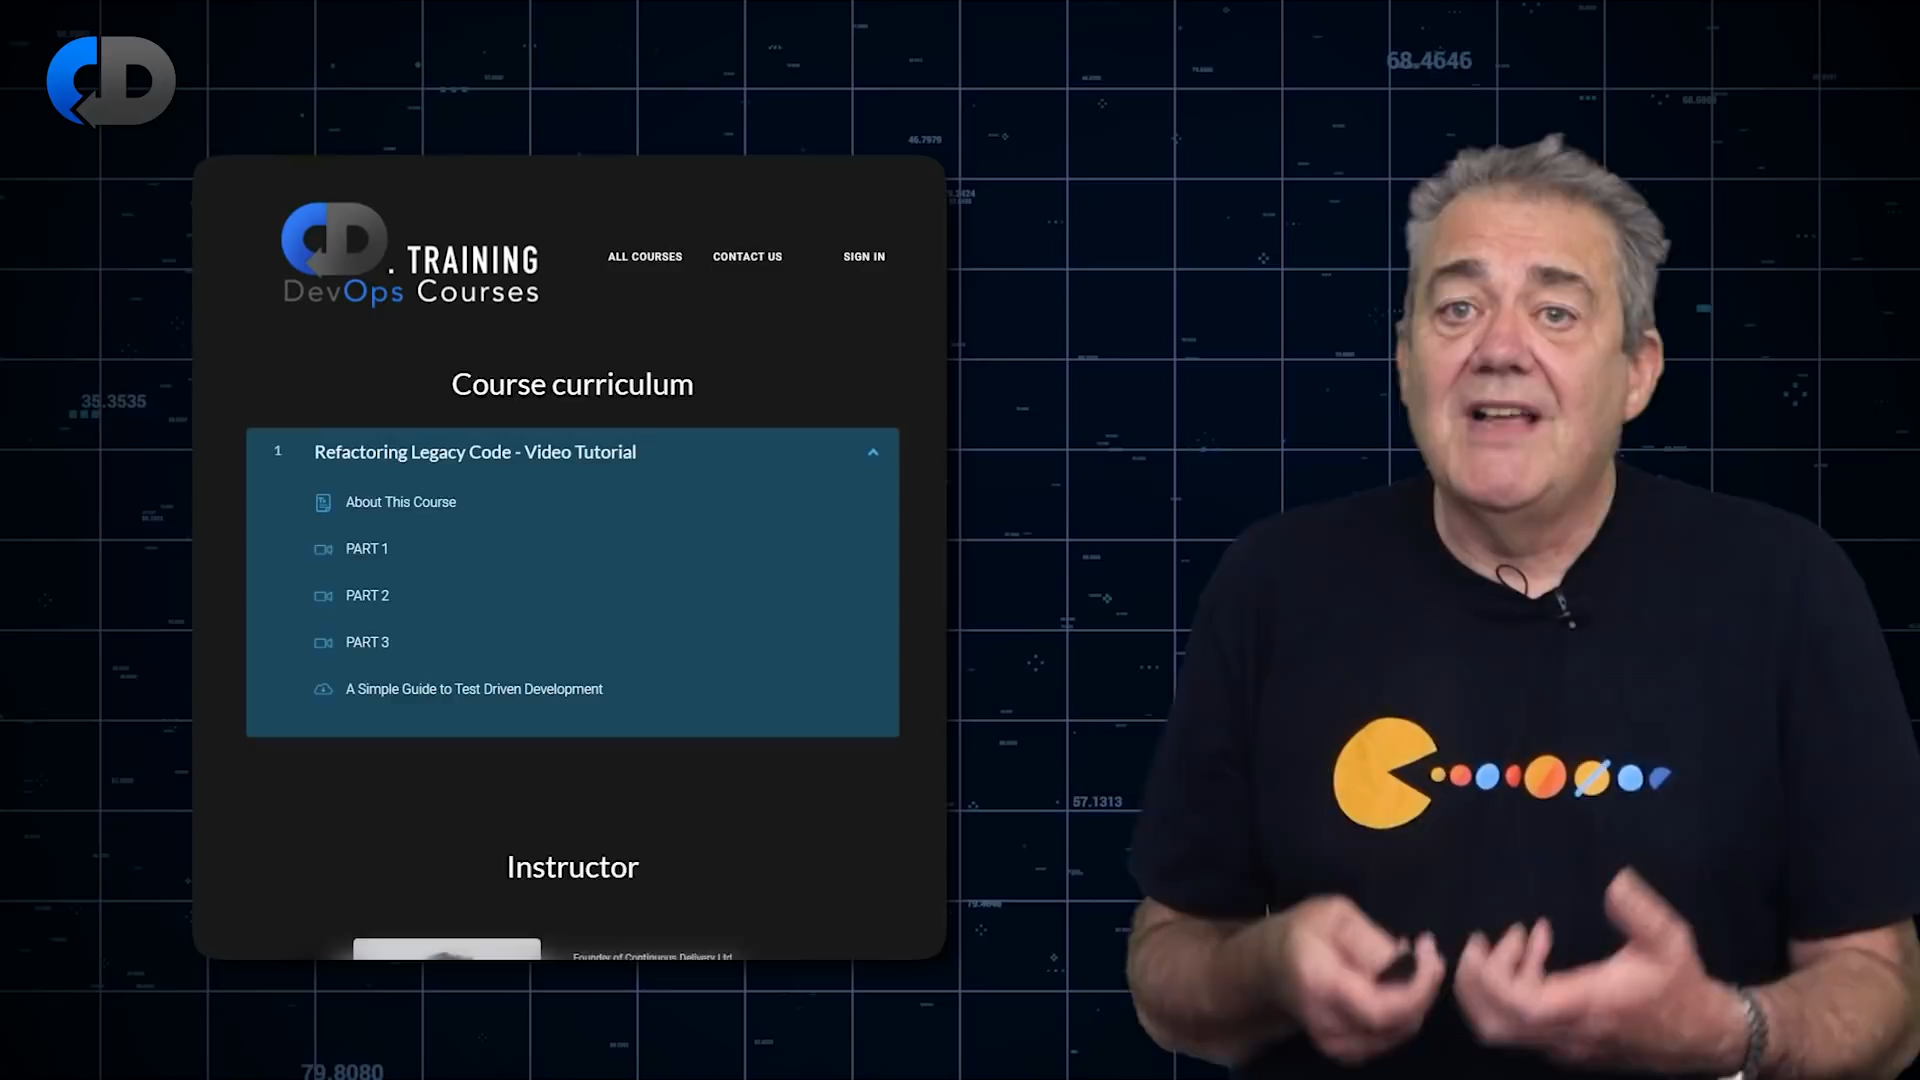 68.4646
46.7979
35.3535
CD. TRAINING
DevOps Courses
ALL COURSES
CONTACT US
SIGN IN
Course curriculum
1
Refactoring Legacy Code - Video Tutorial
About This Course
PART 1
PART 2
PART 3
A Simple Guide to Test Driven Development
57.1313
Instructor
Founder of Continuous Delivery Ltd
79.8080